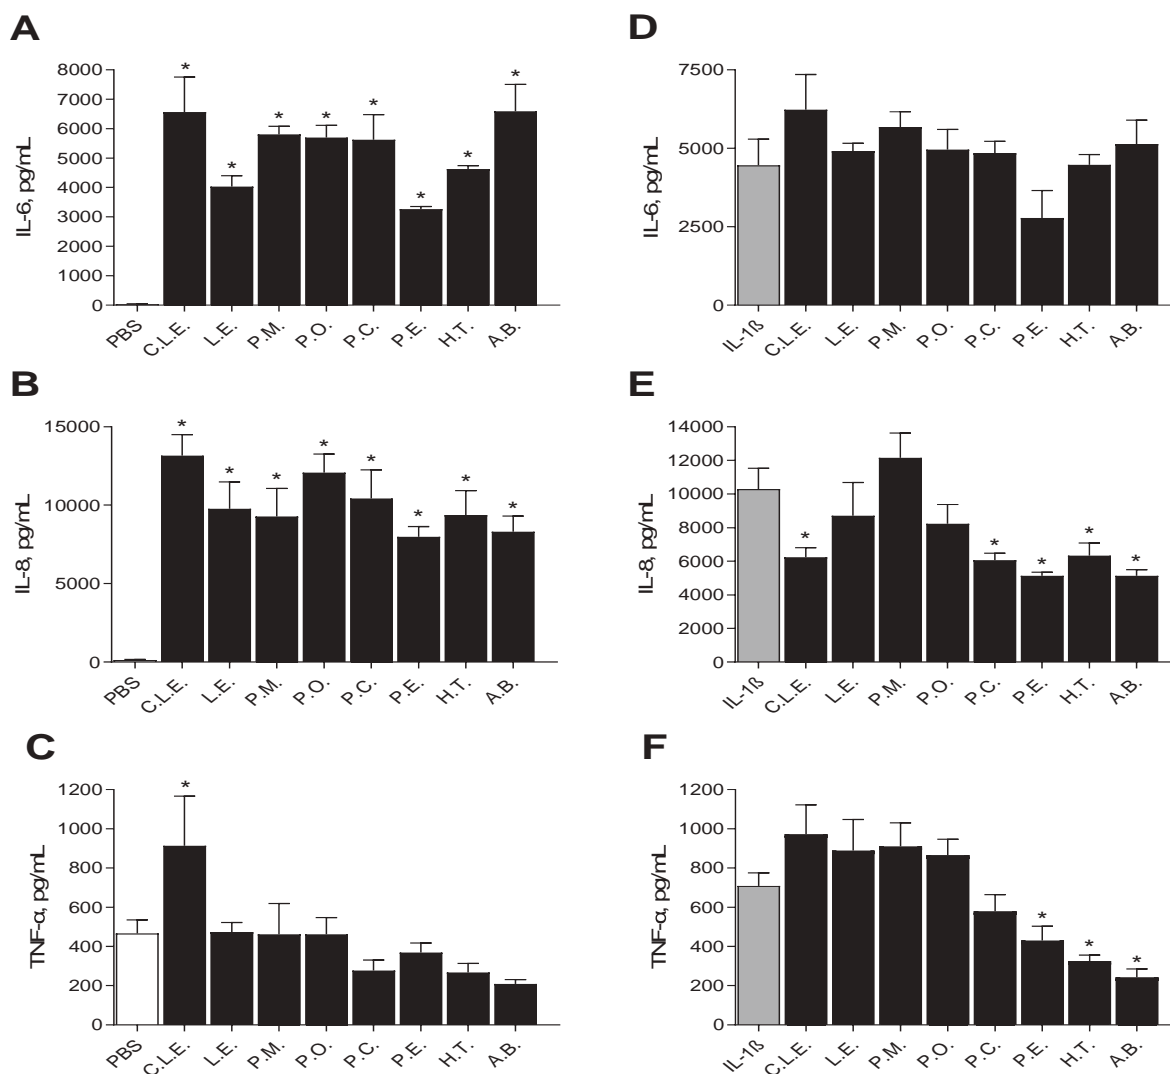 A
IL-6, pg/mL
8000
7000
6000
5000
4000
3000
2000
1000
0
* * * * * * * *
PBS C.L.E. L.E. P.M. P.O. P.C. P.E. H.T. A.B.
D
IL-6, pg/mL
7500
5000
2500
0
IL-1ß C.L.E. L.E. P.M. P.O. P.C. P.E. H.T. A.B.
B
IL-8, pg/mL
15000
10000
5000
0
* * * * * * * *
PBS C.L.E. L.E. P.M. P.O. P.C. P.E. H.T. A.B.
E
IL-8, pg/mL
14000
12000
10000
8000
6000
4000
2000
0
* * * * *
IL-1ß C.L.E. L.E. P.M. P.O. P.C. P.E. H.T. A.B.
C
TNF-α, pg/mL
1200
1000
800
600
400
200
0
*
PBS C.L.E. L.E. P.M. P.O. P.C. P.E. H.T. A.B.
F
TNF-α, pg/mL
1200
1000
800
600
400
200
0
* * *
IL-1ß C.L.E. L.E. P.M. P.O. P.C. P.E. H.T. A.B.